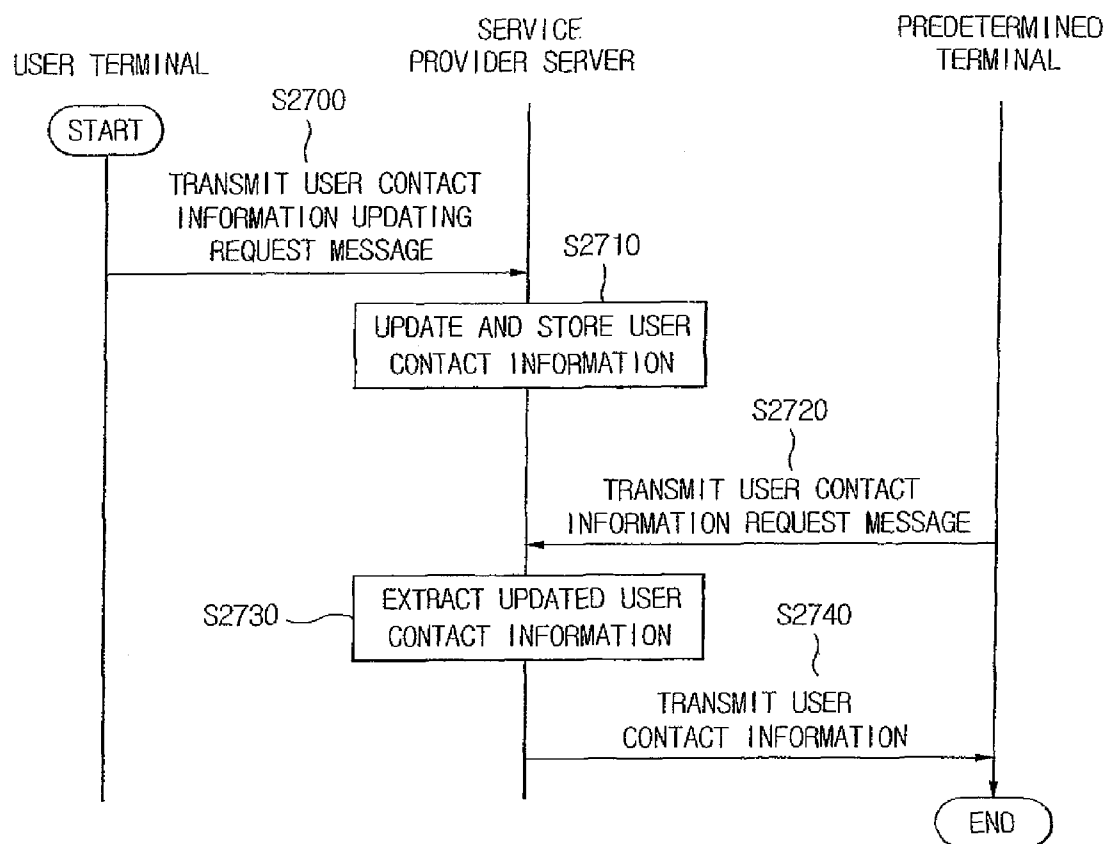 USER TERMINAL
SERVICE
PROVIDER SERVER
PREDETERMINED
TERMINAL
START
S2700
TRANSMIT USER CONTACT
INFORMATION UPDATING
REQUEST MESSAGE
S2710
UPDATE AND STORE USER
CONTACT INFORMATION
S2720
TRANSMIT USER CONTACT
INFORMATION REQUEST MESSAGE
S2730
EXTRACT UPDATED USER
CONTACT INFORMATION
S2740
TRANSMIT USER
CONTACT INFORMATION
END